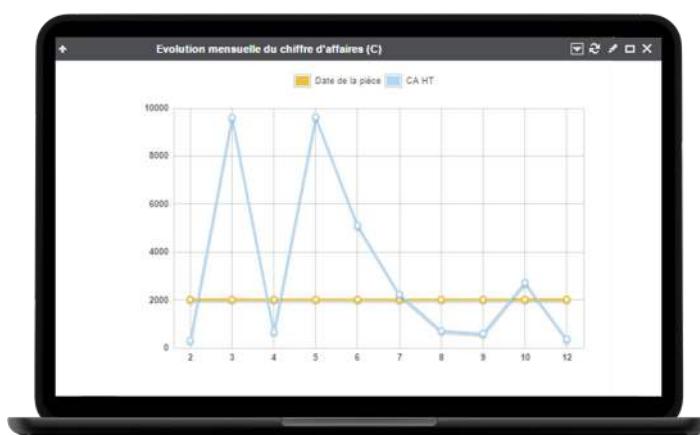 Evolution mensuelle du chiffre d'affaires (C)
Date de la pièce CA HT
10000
8000
6000
4000
2000
0
2 3 4 5 6 7 8 9 10 12